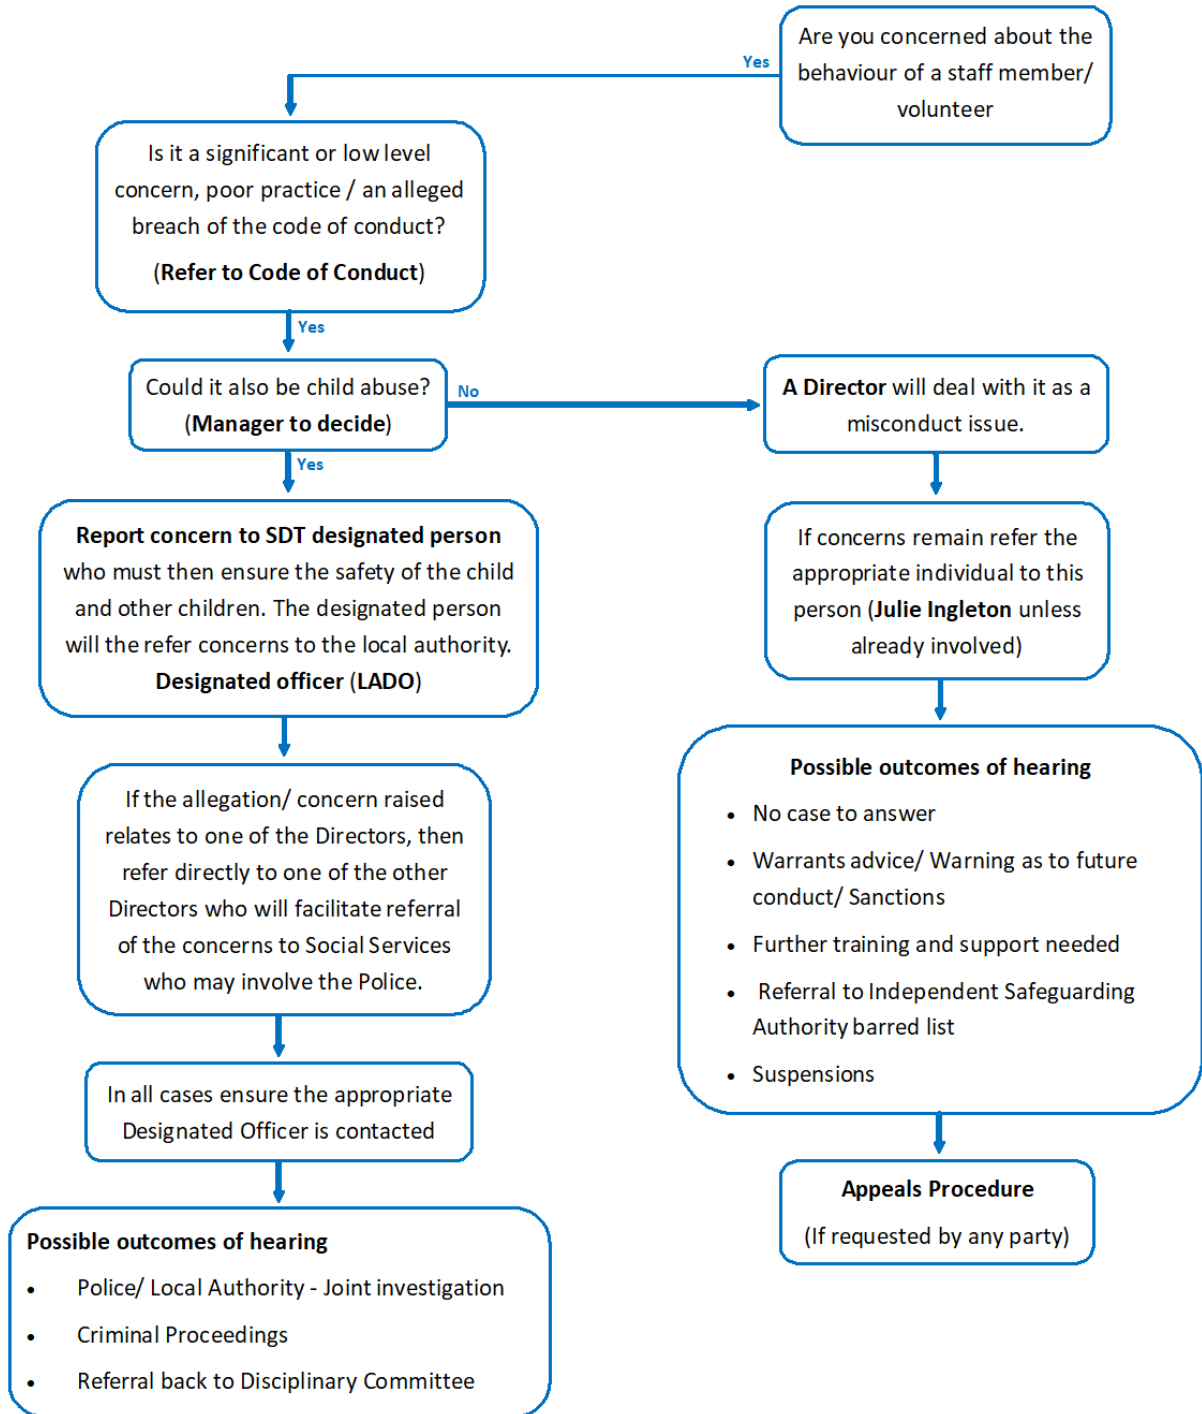 Are you concerned about the
behaviour of a staff member/
volunteer
Yes
Is it a significant or low level
concern, poor practice / an alleged
breach of the code of conduct?
(Refer to Code of Conduct)
Yes
Could it also be child abuse?
(Manager to decide)
No
A Director will deal with it as a
misconduct issue.
Yes
Report concern to SDT designated person
who must then ensure the safety of the child
and other children. The designated person
will the refer concerns to the local authority.
Designated officer (LADO)
If the allegation/ concern raised
relates to one of the Directors, then
refer directly to one of the other
Directors who will facilitate referral
of the concerns to Social Services
who may involve the Police.
In all cases ensure the appropriate
Designated Officer is contacted
Possible outcomes of hearing
• Police/ Local Authority - Joint investigation
• Criminal Proceedings
• Referral back to Disciplinary Committee
If concerns remain refer the
appropriate individual to this
person (Julie Ingleton unless
already involved)
Possible outcomes of hearing
• No case to answer
• Warrants advice/ Warning as to future
conduct/ Sanctions
• Further training and support needed
• Referral to Independent Safeguarding
Authority barred list
• Suspensions
Appeals Procedure
(If requested by any party)